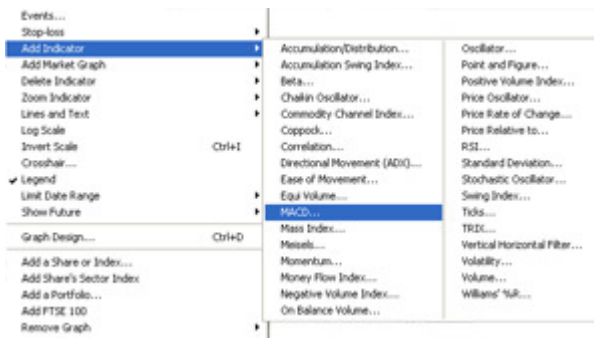 Events...
Stop-loss
Add Indicator
Add Market Graph
Delete Indicator
Zoom Indicator
Lines and Text
Log Scale
Invert Scale Ctrl+I
Crosshair...
Legend
Limit Date Range
Show Future
Graph Design... Ctrl+D
Add a Share or Index...
Add Share's Sector Index
Add a Portfolio...
Add FTSE 100
Remove Graph
Accumulation/Distribution...
Accumulation Swing Index...
Beta...
Chaikin Oscillator...
Commodity Channel Index...
Coppock...
Correlation...
Directional Movement (ADX)...
Ease of Movement...
Equi Volume...
MACD...
Mass Index...
Meisels...
Momentum...
Money Flow Index...
Negative Volume Index...
On Balance Volume...
Oscillator...
Point and Figure...
Positive Volume Index...
Price Oscillator...
Price Rate of Change...
Price Relative to...
RSI...
Standard Deviation...
Stochastic Oscillator...
Swing Index...
Ticks...
TRIX...
Vertical Horizontal Filter...
Volatility...
Volume...
Williams' %R...